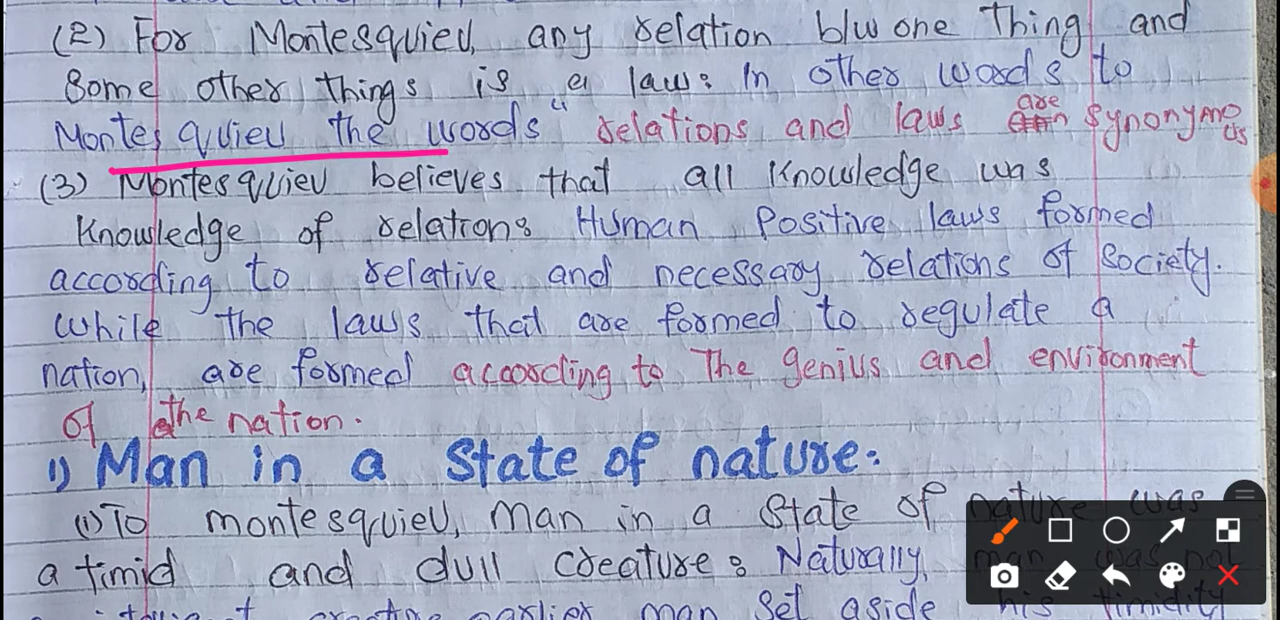 (2) For Montesquieu, any relation b/w one Thing and
Some other things is a law: In other words to
Montesquieu the words "relations and laws are synonymous
(3) Montesquieu believes that all Knowledge was
Knowledge of relation: Human Positive laws formed
according to relative and necessary relations of Society.
while the laws that are formed to regulate a
nation, are formed according to The genius and environment
of the nation.
1) Man in a State of nature:
(1) To montesquieu, man in a State of nature was
a timid and dull creature: Naturally, man was not
earlier man set aside his timidity